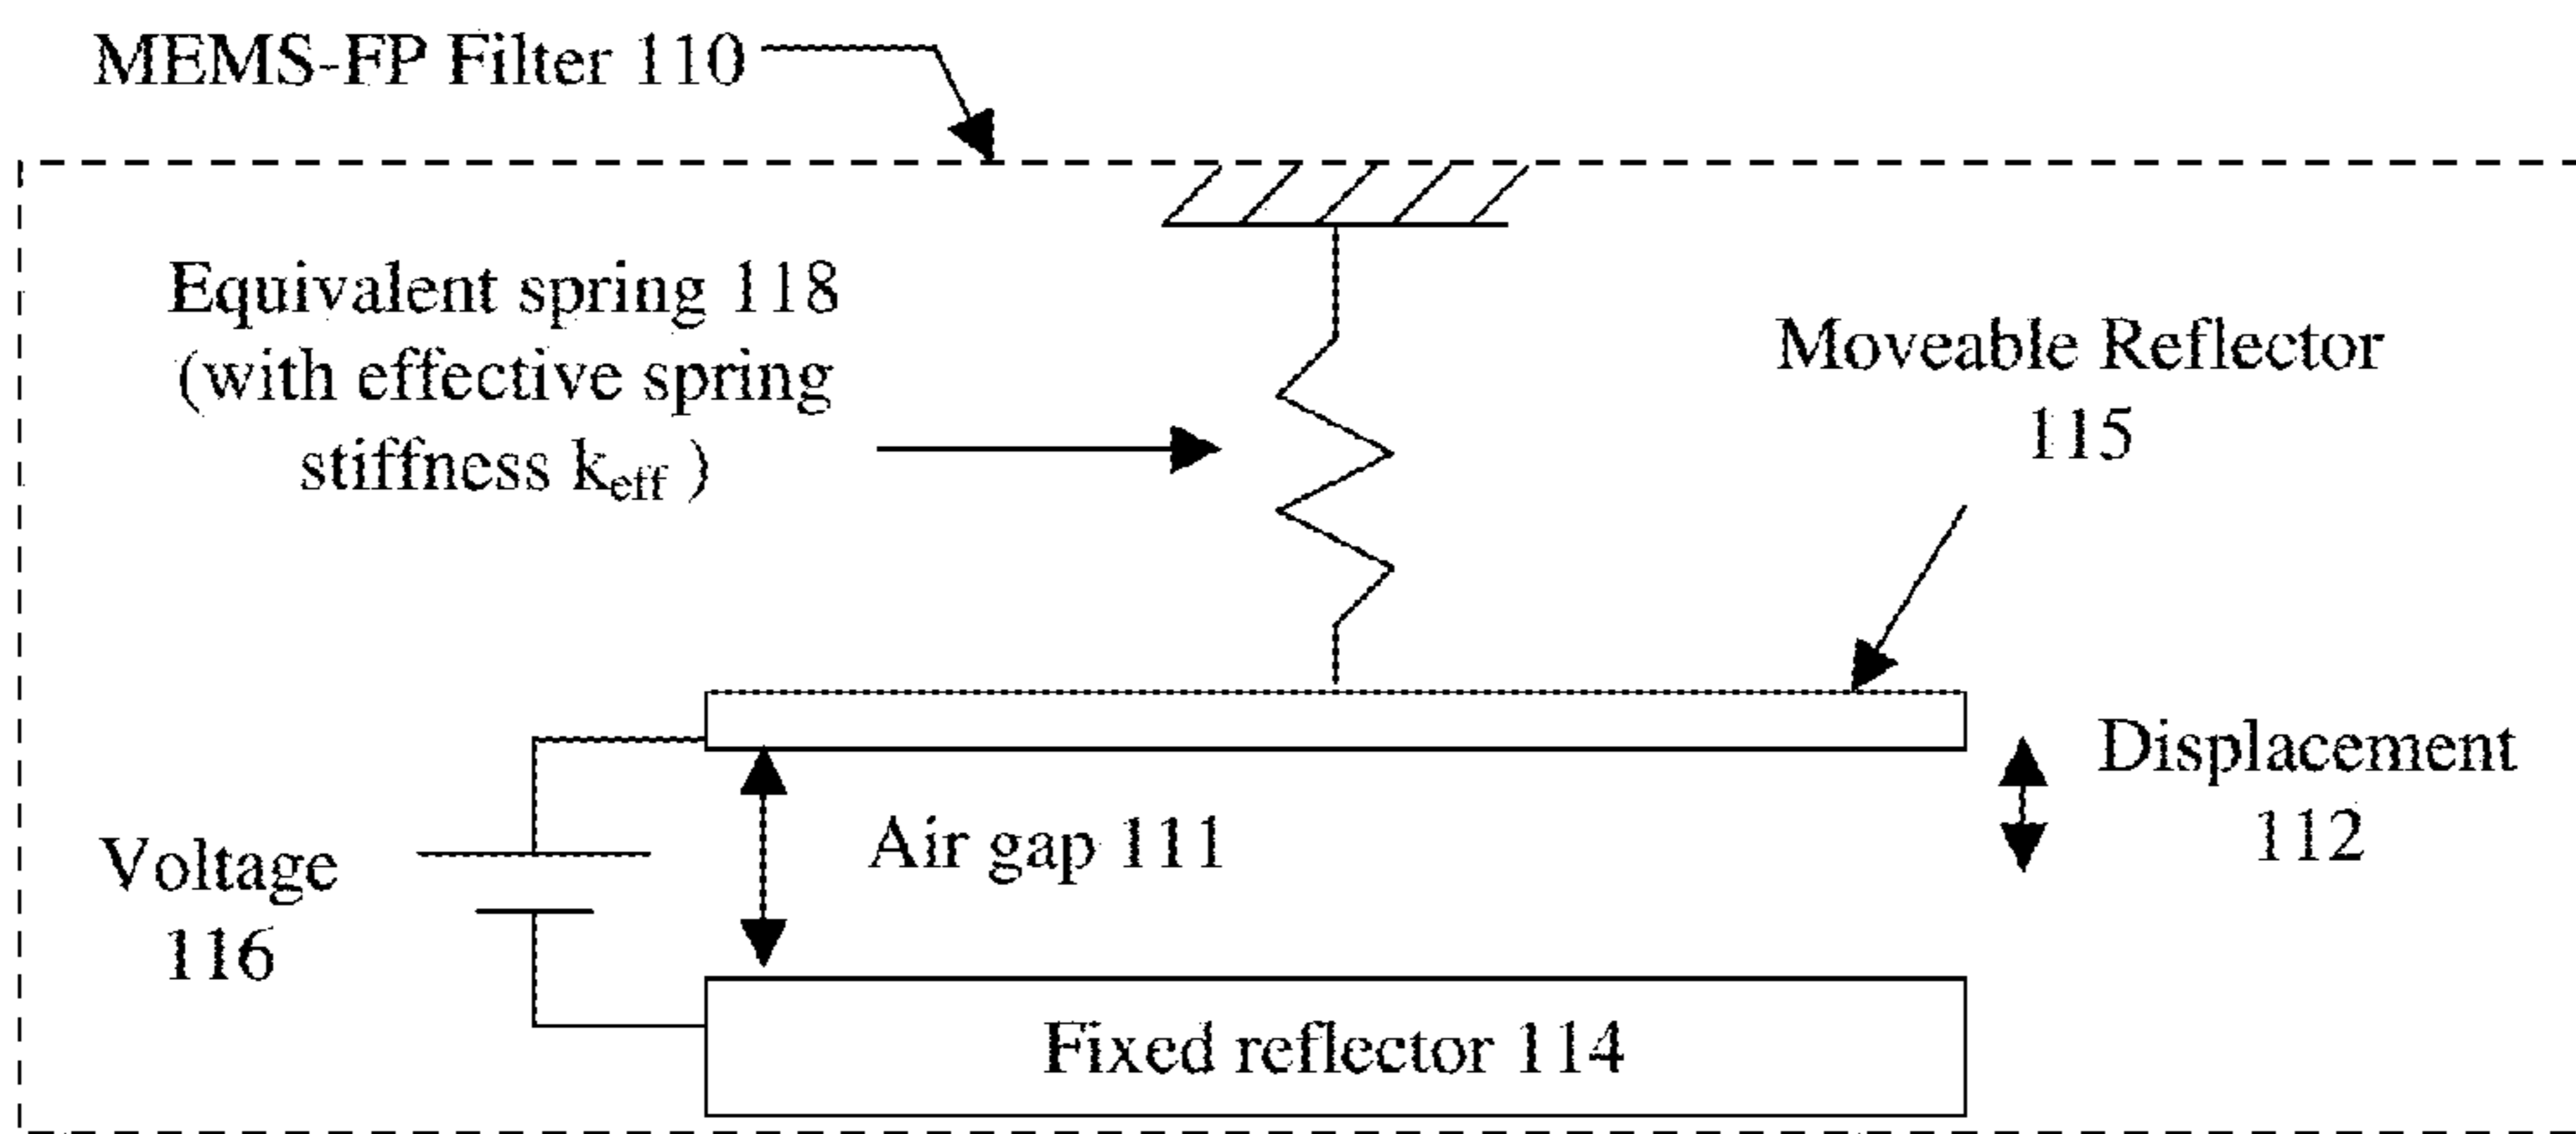 MEMS-FP Filter 110
Equivalent spring 118
(with effective spring
stiffness keff )
Moveable Reflector
115
Displacement
112
Air gap 111
Voltage
116
Fixed reflector 114